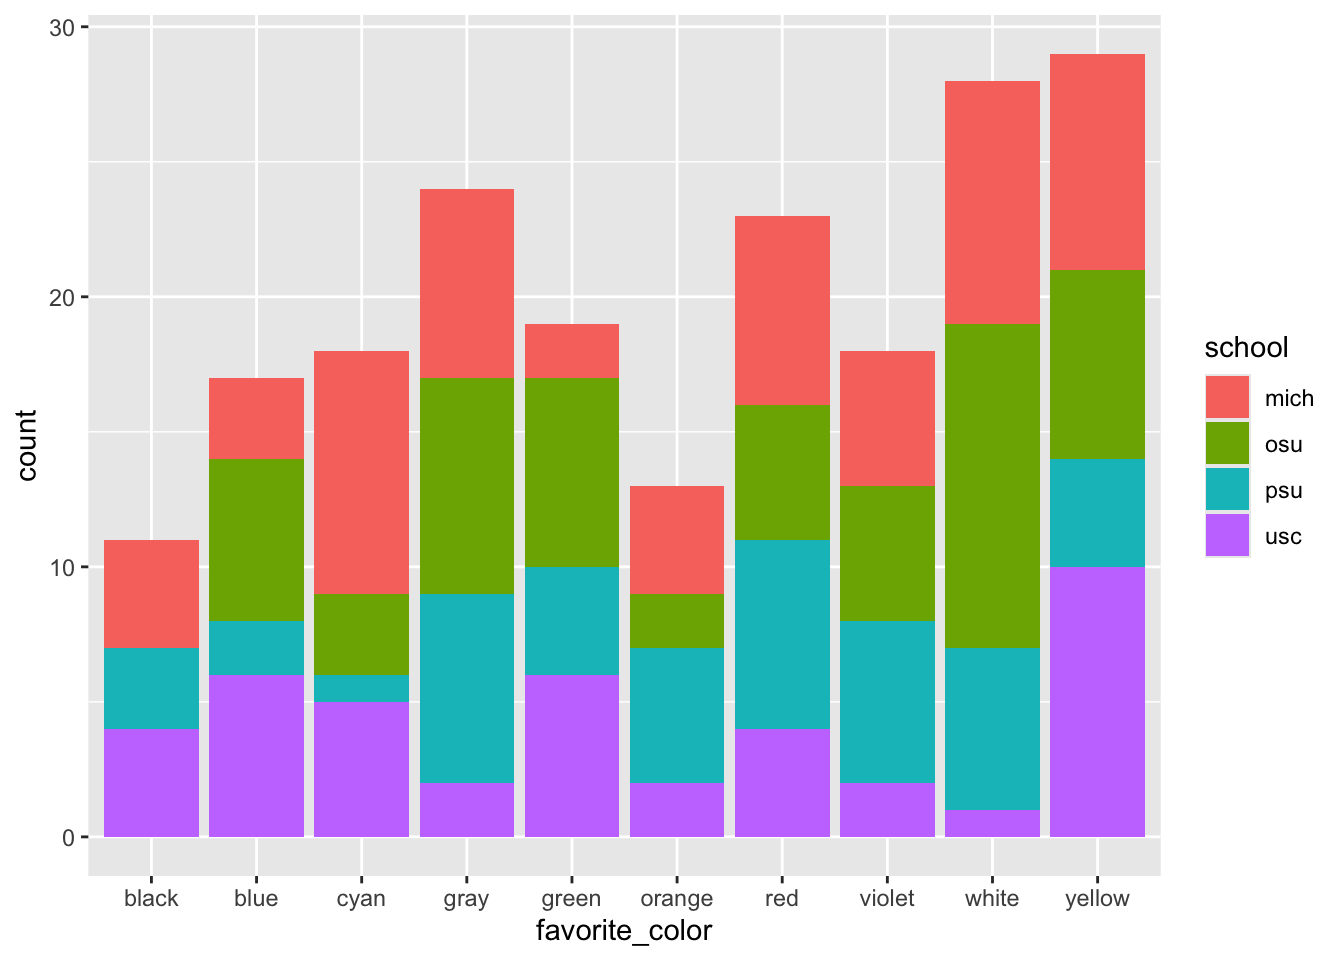 30
20
10
0
count
black blue cyan gray green orange red violet white yellow
favorite_color
school
mich
osu
psu
usc